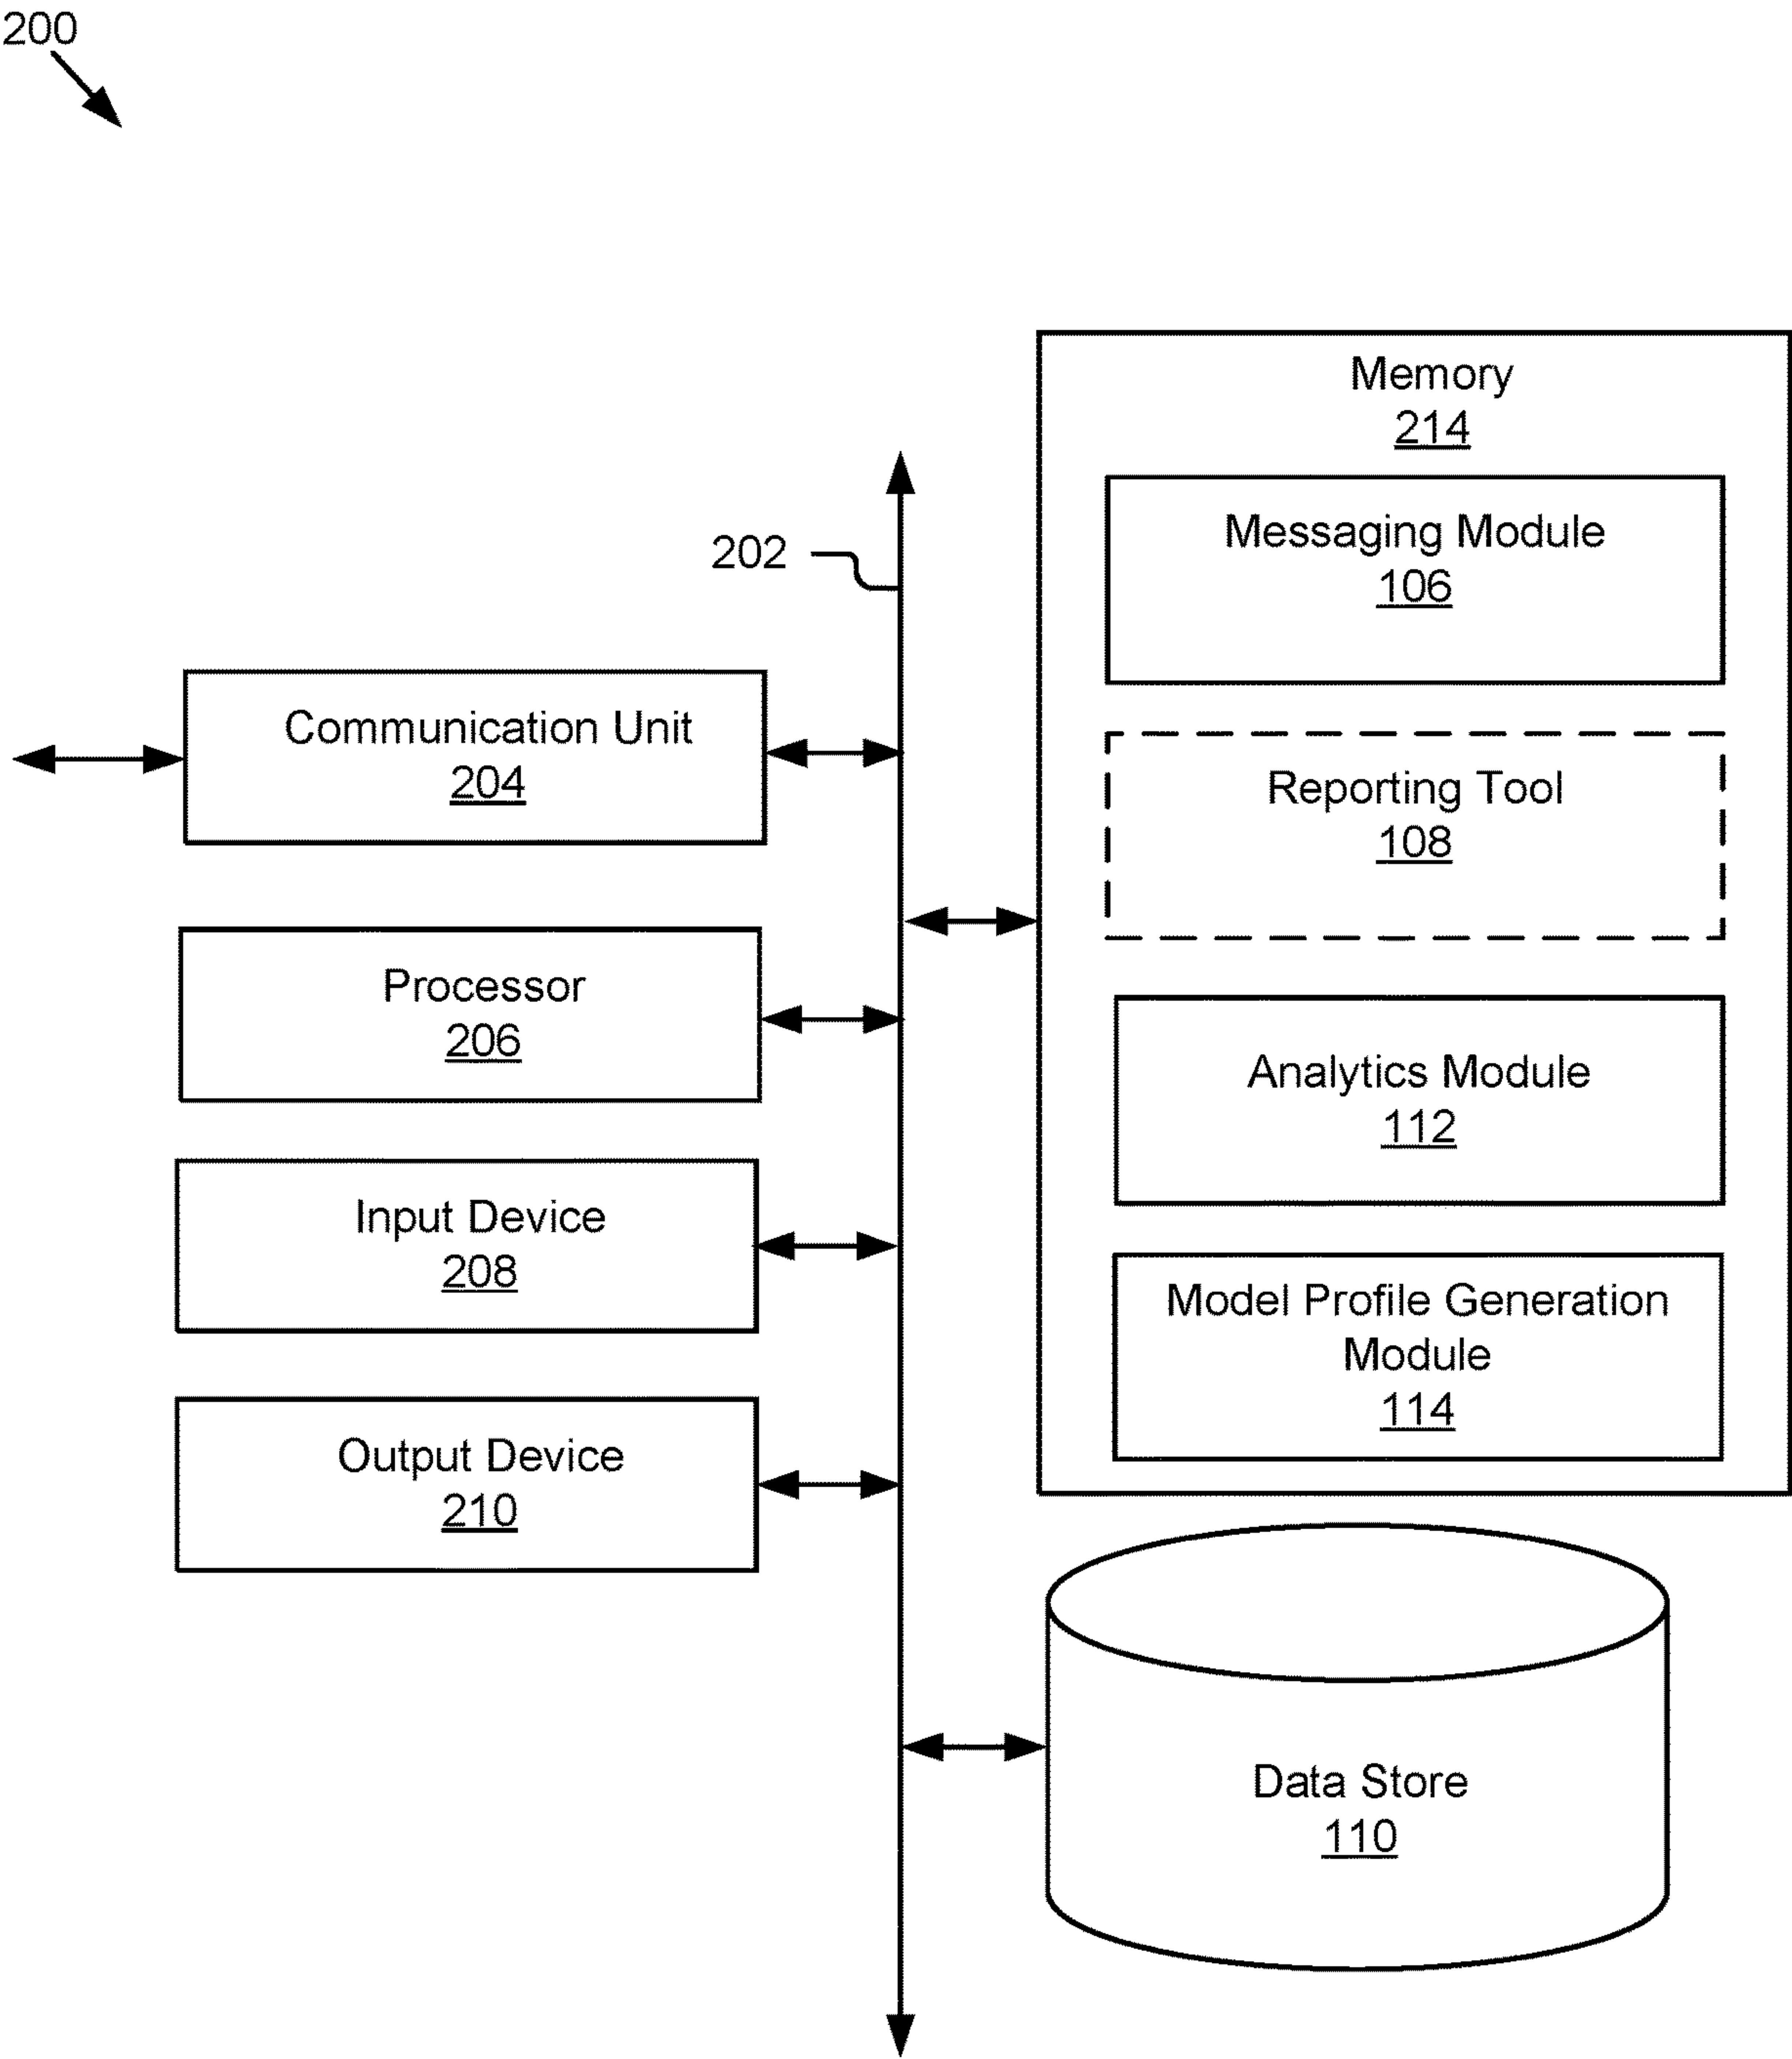 200
Memory
214
Messaging Module
106
202
Communication Unit
204
Reporting Tool
108
Processor
206
Analytics Module
112
Input Device
208
Model Profile Generation
Module
114
Output Device
210
Data Store
110